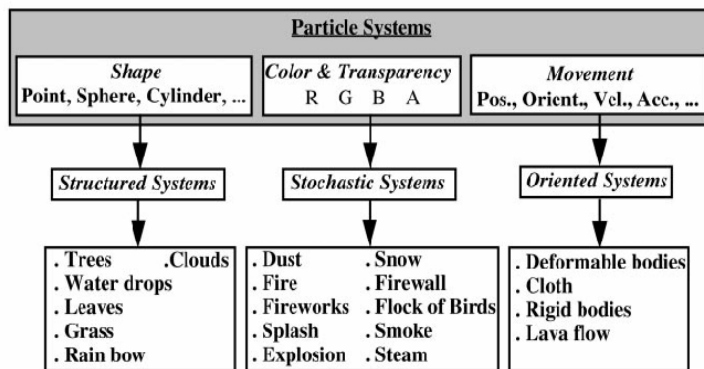 Particle Systems
Shape
Point, Sphere, Cylinder, ...
Color & Transparency
R G B A
Movement
Pos., Orient., Vel., Acc., ...
Structured Systems
Stochastic Systems
Oriented Systems
. Trees .Clouds
. Water drops
. Leaves
. Grass
. Rain bow
. Dust . Snow
. Fire . Firewall
. Fireworks . Flock of Birds
. Splash . Smoke
. Explosion . Steam
. Deformable bodies
. Cloth
. Rigid bodies
. Lava flow